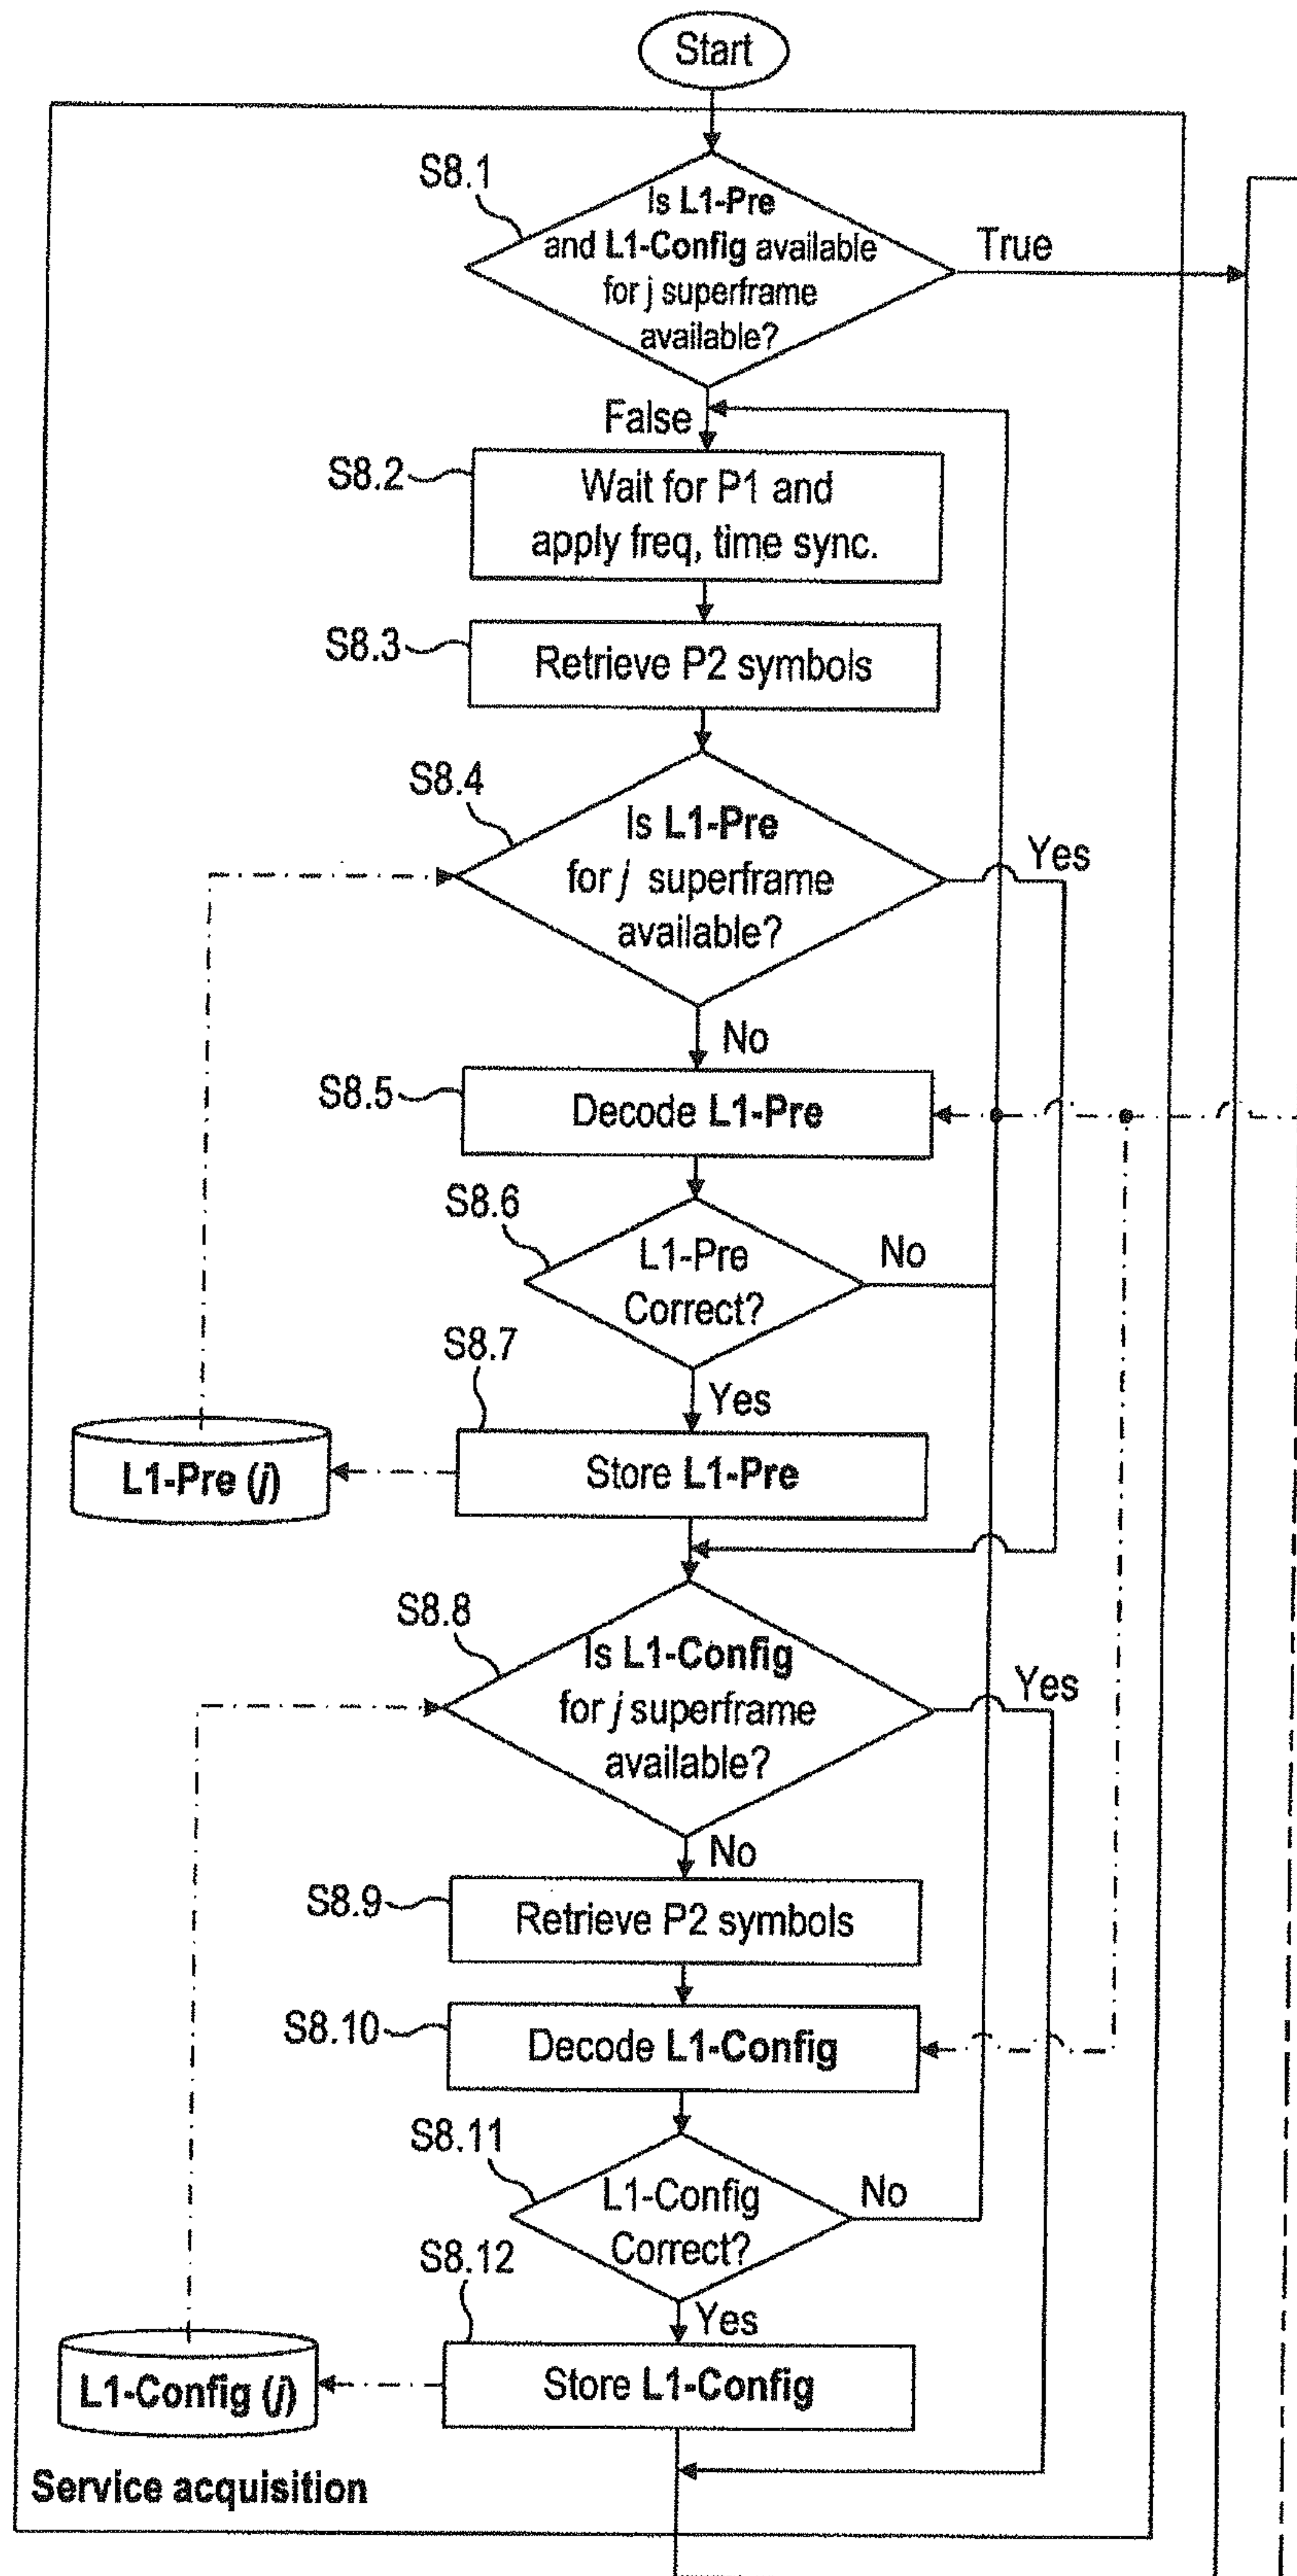 Start
S8.1
Is L1-Pre
and L1-Config available
for j superframe
available?
True
False
S8.2
Wait for P1 and
apply freq, time sync.
S8.3
Retrieve P2 symbols
S8.4
Is L1-Pre
for j superframe
available?
Yes
No
S8.5
Decode L1-Pre
S8.6
L1-Pre
Correct?
No
S8.7
Yes
Store L1-Pre
L1-Pre (j)
S8.8
Is L1-Config
for j superframe
available?
Yes
No
S8.9
Retrieve P2 symbols
S8.10
Decode L1-Config
S8.11
L1-Config
Correct?
No
S8.12
Yes
Store L1-Config
L1-Config (j)
Service acquisition